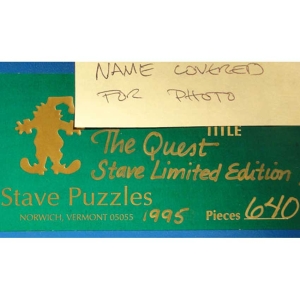 NAME COVERED
FOR PHOTO
TITLE
The Quest
Stave Limited Edition
Stave Puzzles
NORWICH, VERMONT 05055 1995 Pieces 640